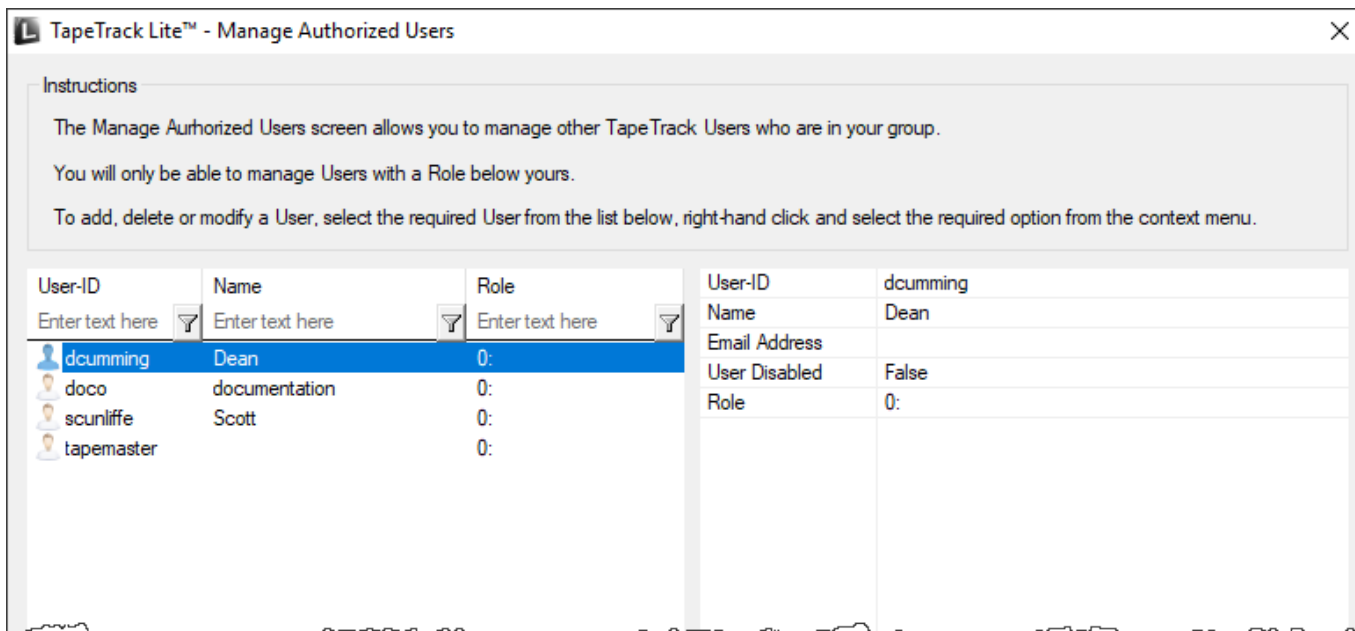 TapeTrack Lite™ - Manage Authorized Users
Instructions
The Manage Aurhorized Users screen allows you to manage other TapeTrack Users who are in your group.
You will only be able to manage Users with a Role below yours.
To add, delete or modify a User, select the required User from the list below, right-hand click and select the required option from the context menu.
User-ID Name Role
Enter text here Enter text here Enter text here
dcumming Dean 0:
doco documentation 0:
scunliffe Scott 0:
tapemaster 0:
User-ID dcumming
Name Dean
Email Address
User Disabled False
Role 0: